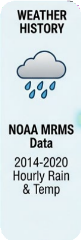 WEATHER
HISTORY
NOAA MRMS
Data
2014-2020
Hourly Rain
& Temp